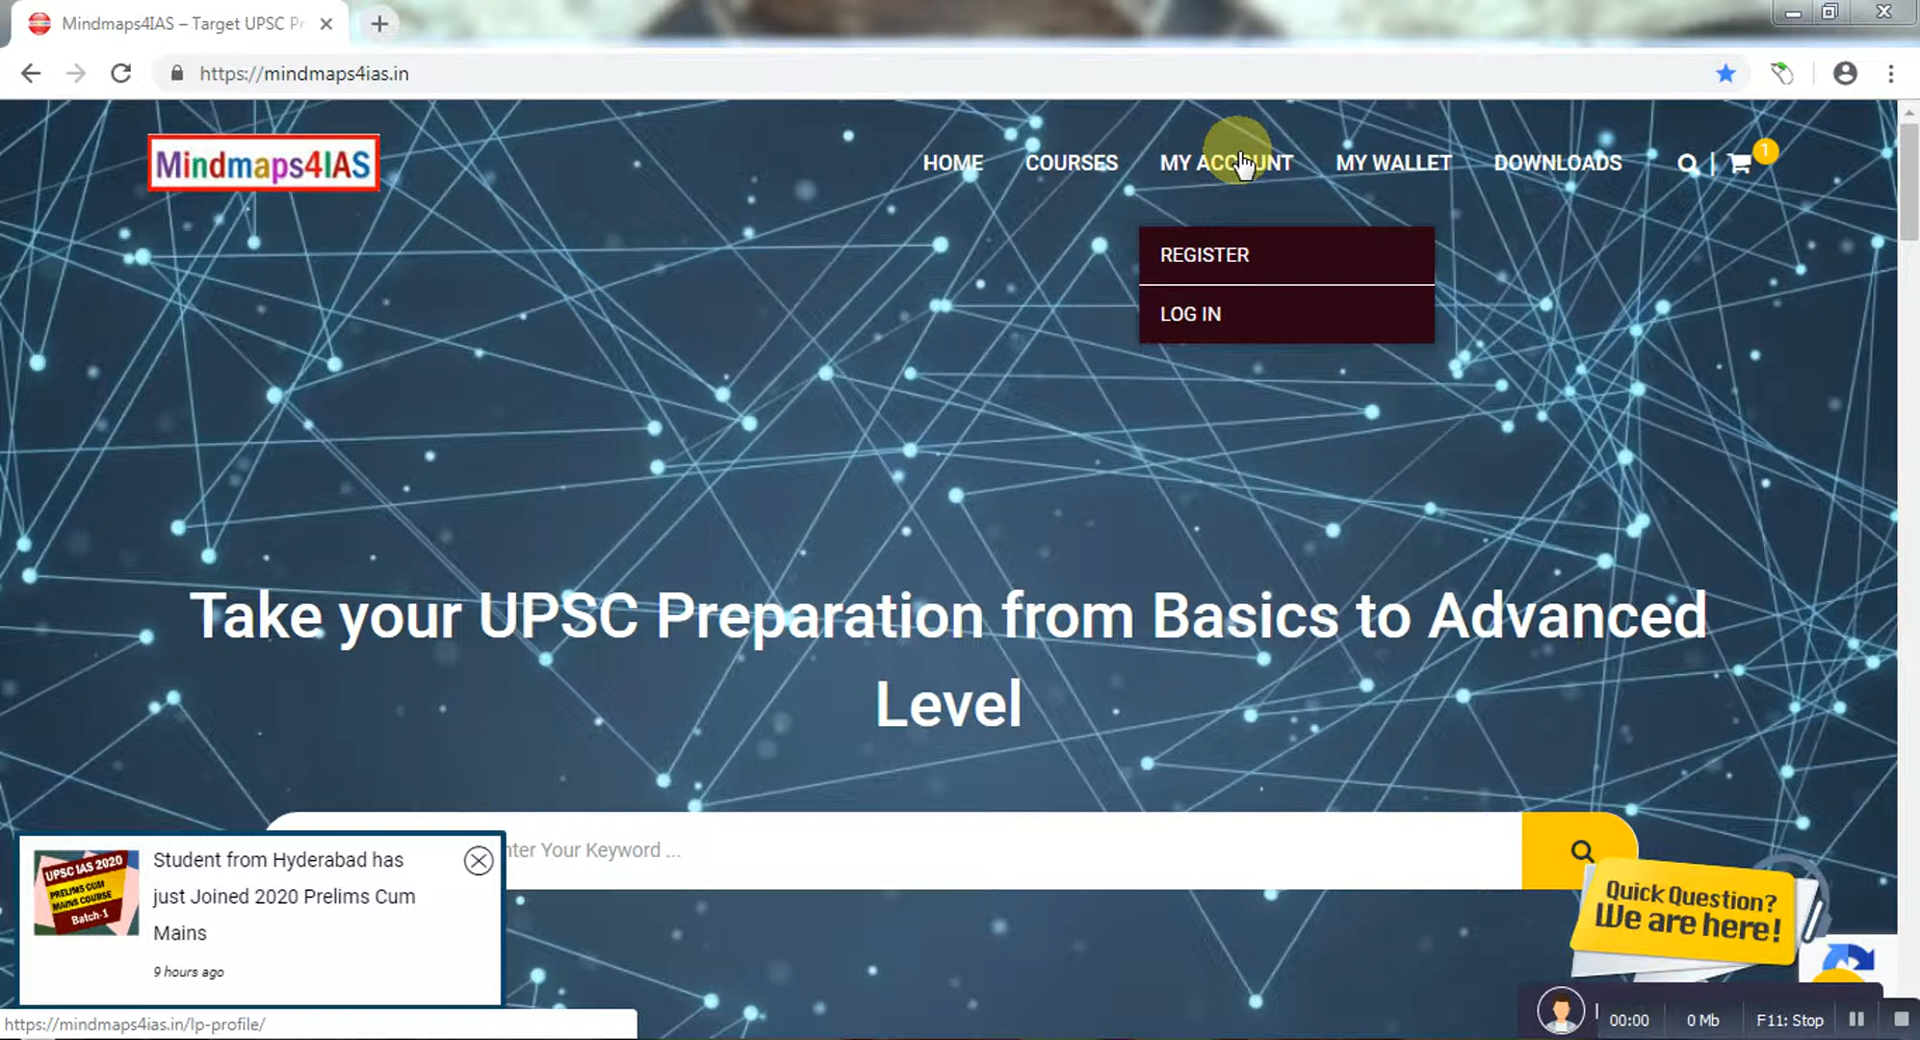 Mindmaps4IAS – Target UPSC Pr
https://mindmaps4ias.in
Mindmaps4IAS
HOME COURSES MY ACCOUNT MY WALLET DOWNLOADS | 1
REGISTER
LOG IN
Take your UPSC Preparation from Basics to Advanced
Level
nter Your Keyword ...
UPSC IAS 2020
PRELIMS CUM
MAINS COURSE
Batch-1
Student from Hyderabad has
just Joined 2020 Prelims Cum
Mains
9 hours ago
Quick Question?
We are here!
https://mindmaps4ias.in/lp-profile/
00:00 0 Mb F11: Stop